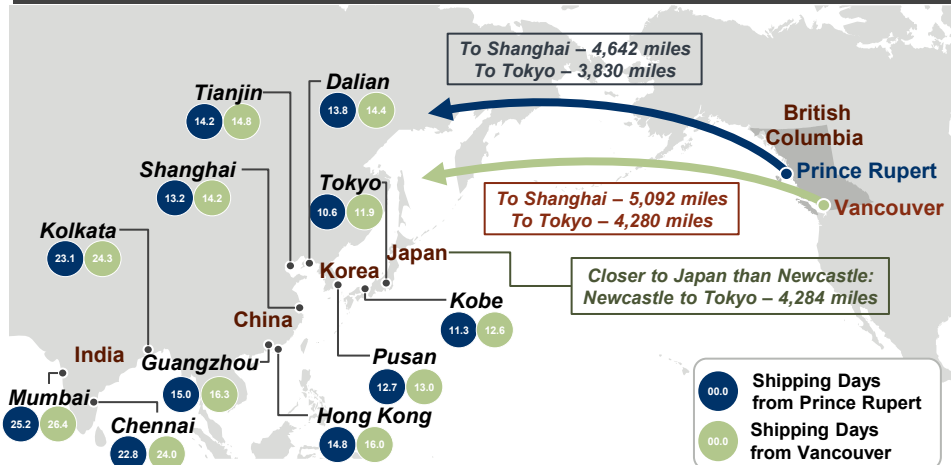 To Shanghai – 4,642 miles
To Tokyo – 3,830 miles
British
Columbia
Prince Rupert
Vancouver
To Shanghai – 5,092 miles
To Tokyo – 4,280 miles
Closer to Japan than Newcastle:
Newcastle to Tokyo – 4,284 miles
Tianjin
14.2 14.8
Dalian
13.8 14.4
Shanghai
13.2 14.2
Tokyo
10.6 11.9
Kolkata
23.1 24.3
Japan
Korea
China
India
Kobe
11.3 12.6
Guangzhou
15.0 16.3
Pusan
12.7 13.0
Mumbai
25.2 26.4
Chennai
22.8 24.0
Hong Kong
14.8 16.0
00.0 Shipping Days
from Prince Rupert
00.0 Shipping Days
from Vancouver